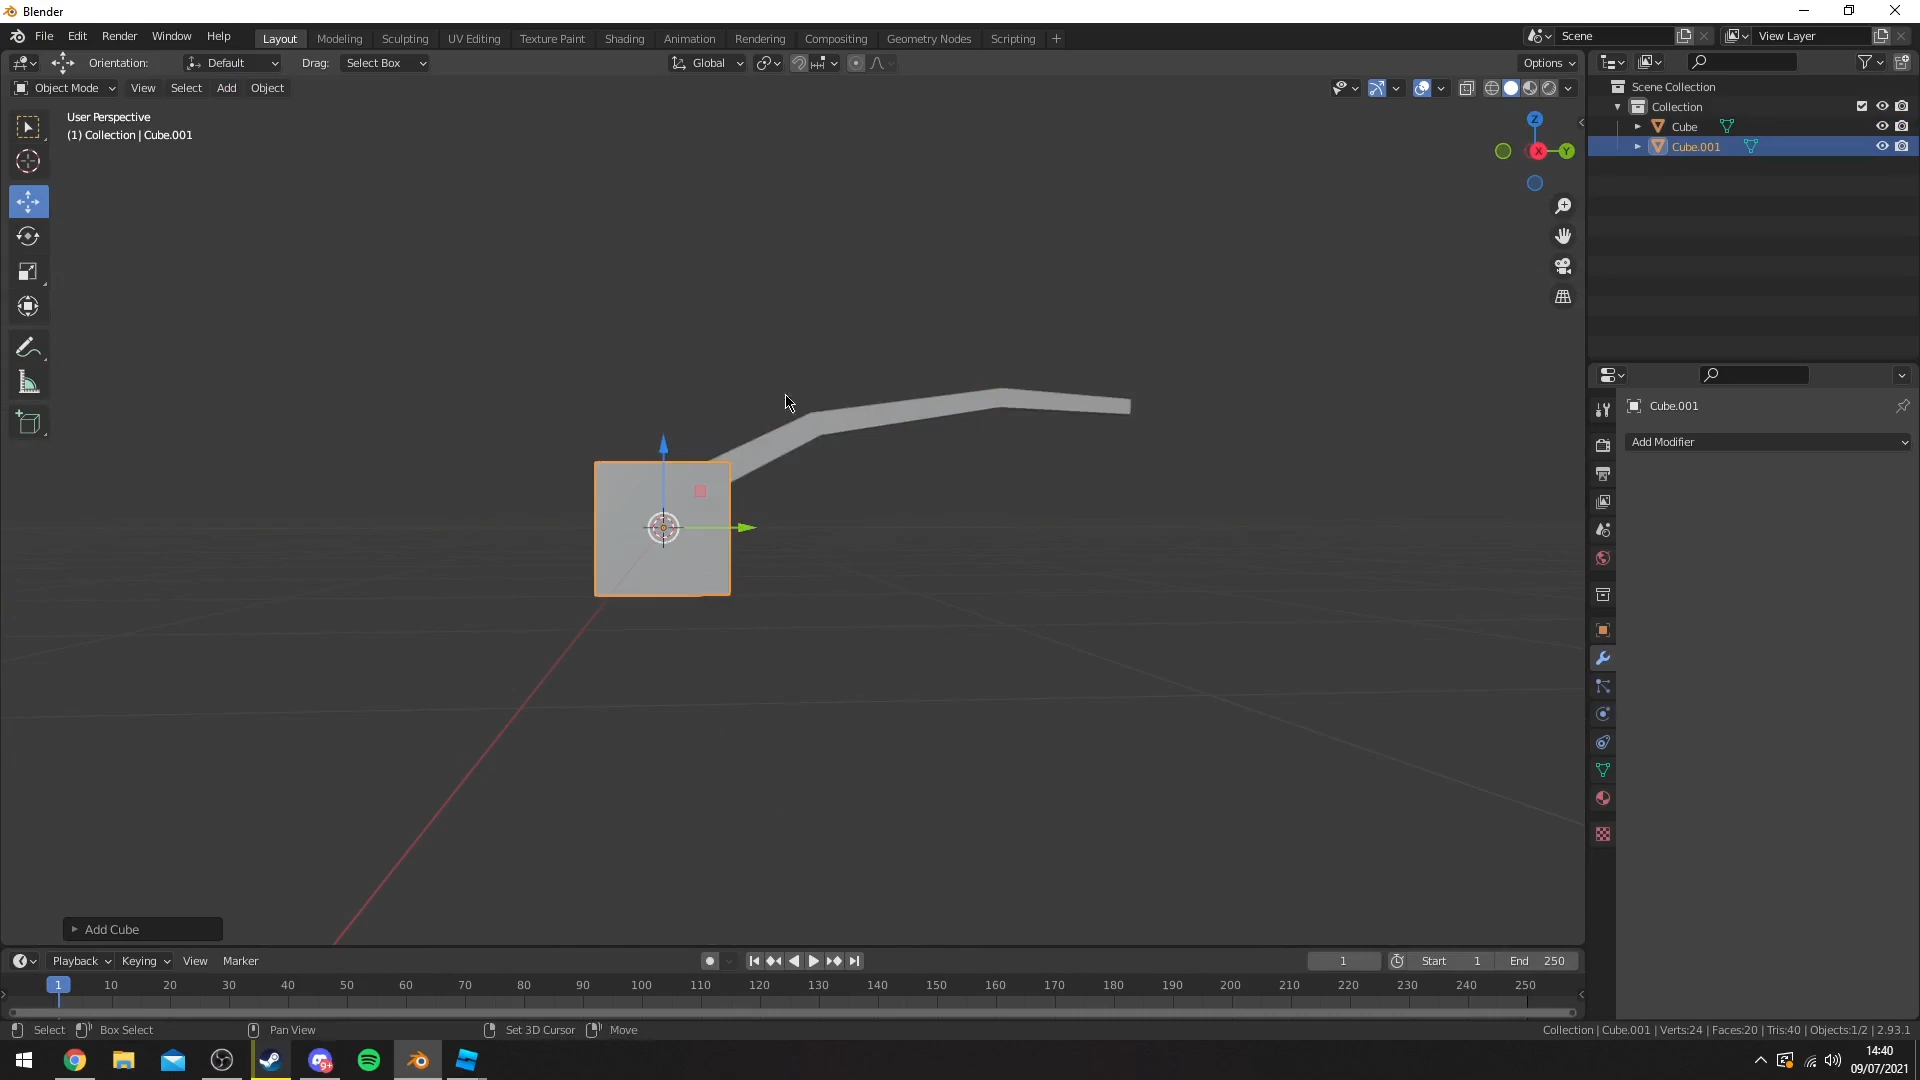 Blender
File Edit Render Window Help
Layout Modeling Sculpting UV Editing Texture Paint Shading Animation Rendering Compositing Geometry Nodes Scripting +
Scene
View Layer
Orientation: Default Drag: Select Box
Global
Options
Object Mode View Select Add Object
User Perspective
(1) Collection | Cube.001
Z
X
Y
Scene Collection
Collection
Cube
Cube.001
Cube.001
Add Modifier
Add Cube
Playback Keying View Marker
1
Start 1
End 250
1 10 20 30 40 50 60 70 80 90 100 110 120 130 140 150 160 170 180 190 200 210 220 230 240 250
Select Box Select Pan View Set 3D Cursor Move
Collection | Cube.001 | Verts:24 | Faces:20 | Tris:40 | Objects:1/2 | 2.93.1
9+
14:40
09/07/2021